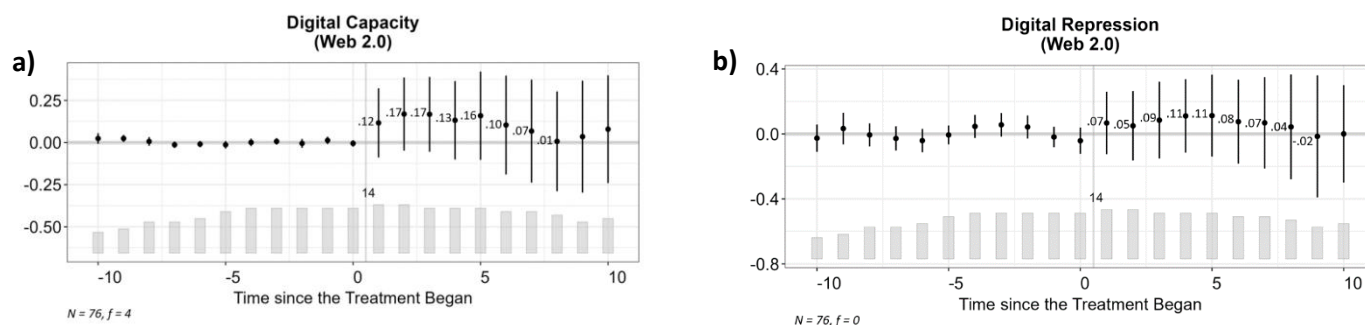 a)
Digital Capacity
(Web 2.0)
0.25
0.00
-0.25
-0.50
.12 .17 .17 .13 .16 .10 .07 .01
14
-10 -5 0 5 10
Time since the Treatment Began
N = 76, f = 4
b)
Digital Repression
(Web 2.0)
0.4
0.0
-0.4
-0.8
.07 .05 .09 .11 .11 .08 .07 .04 -.02
14
-10 -5 0 5 10
Time since the Treatment Began
N = 76, f = 0